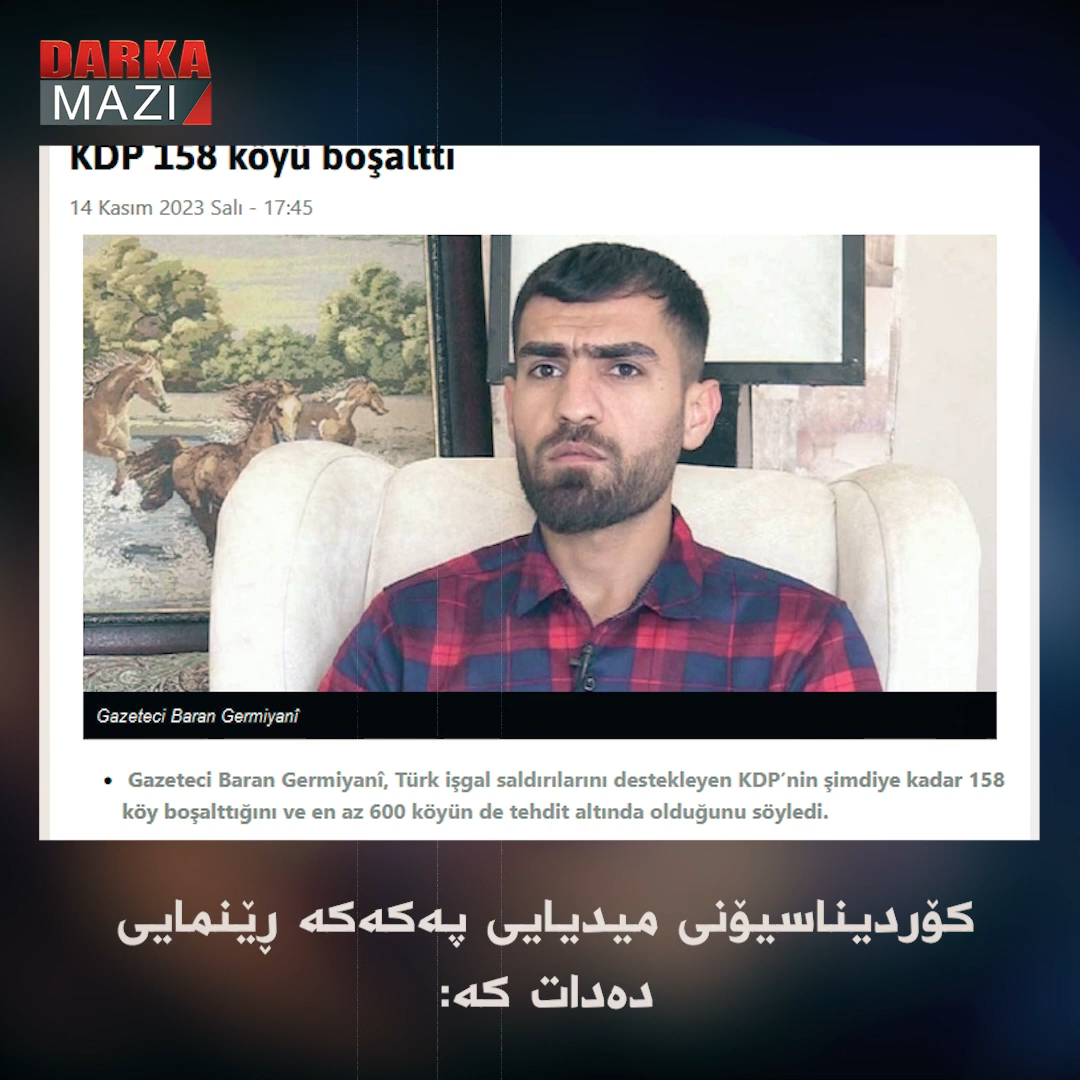 DARKA
MAZI
KDP 158 köyü boşalttı
14 Kasım 2023 Salı - 17:45
Gazeteci Baran Germiyanî
• Gazeteci Baran Germiyanî, Türk işgal saldırılarını destekleyen KDP’nin şimdiye kadar 158
köy boşalttığını ve en az 600 köyün de tehdit altında olduğunu söyledi.
کۆردیناسیۆنی میدیایی پەکەکە ڕێنمایی
دەدات کە: